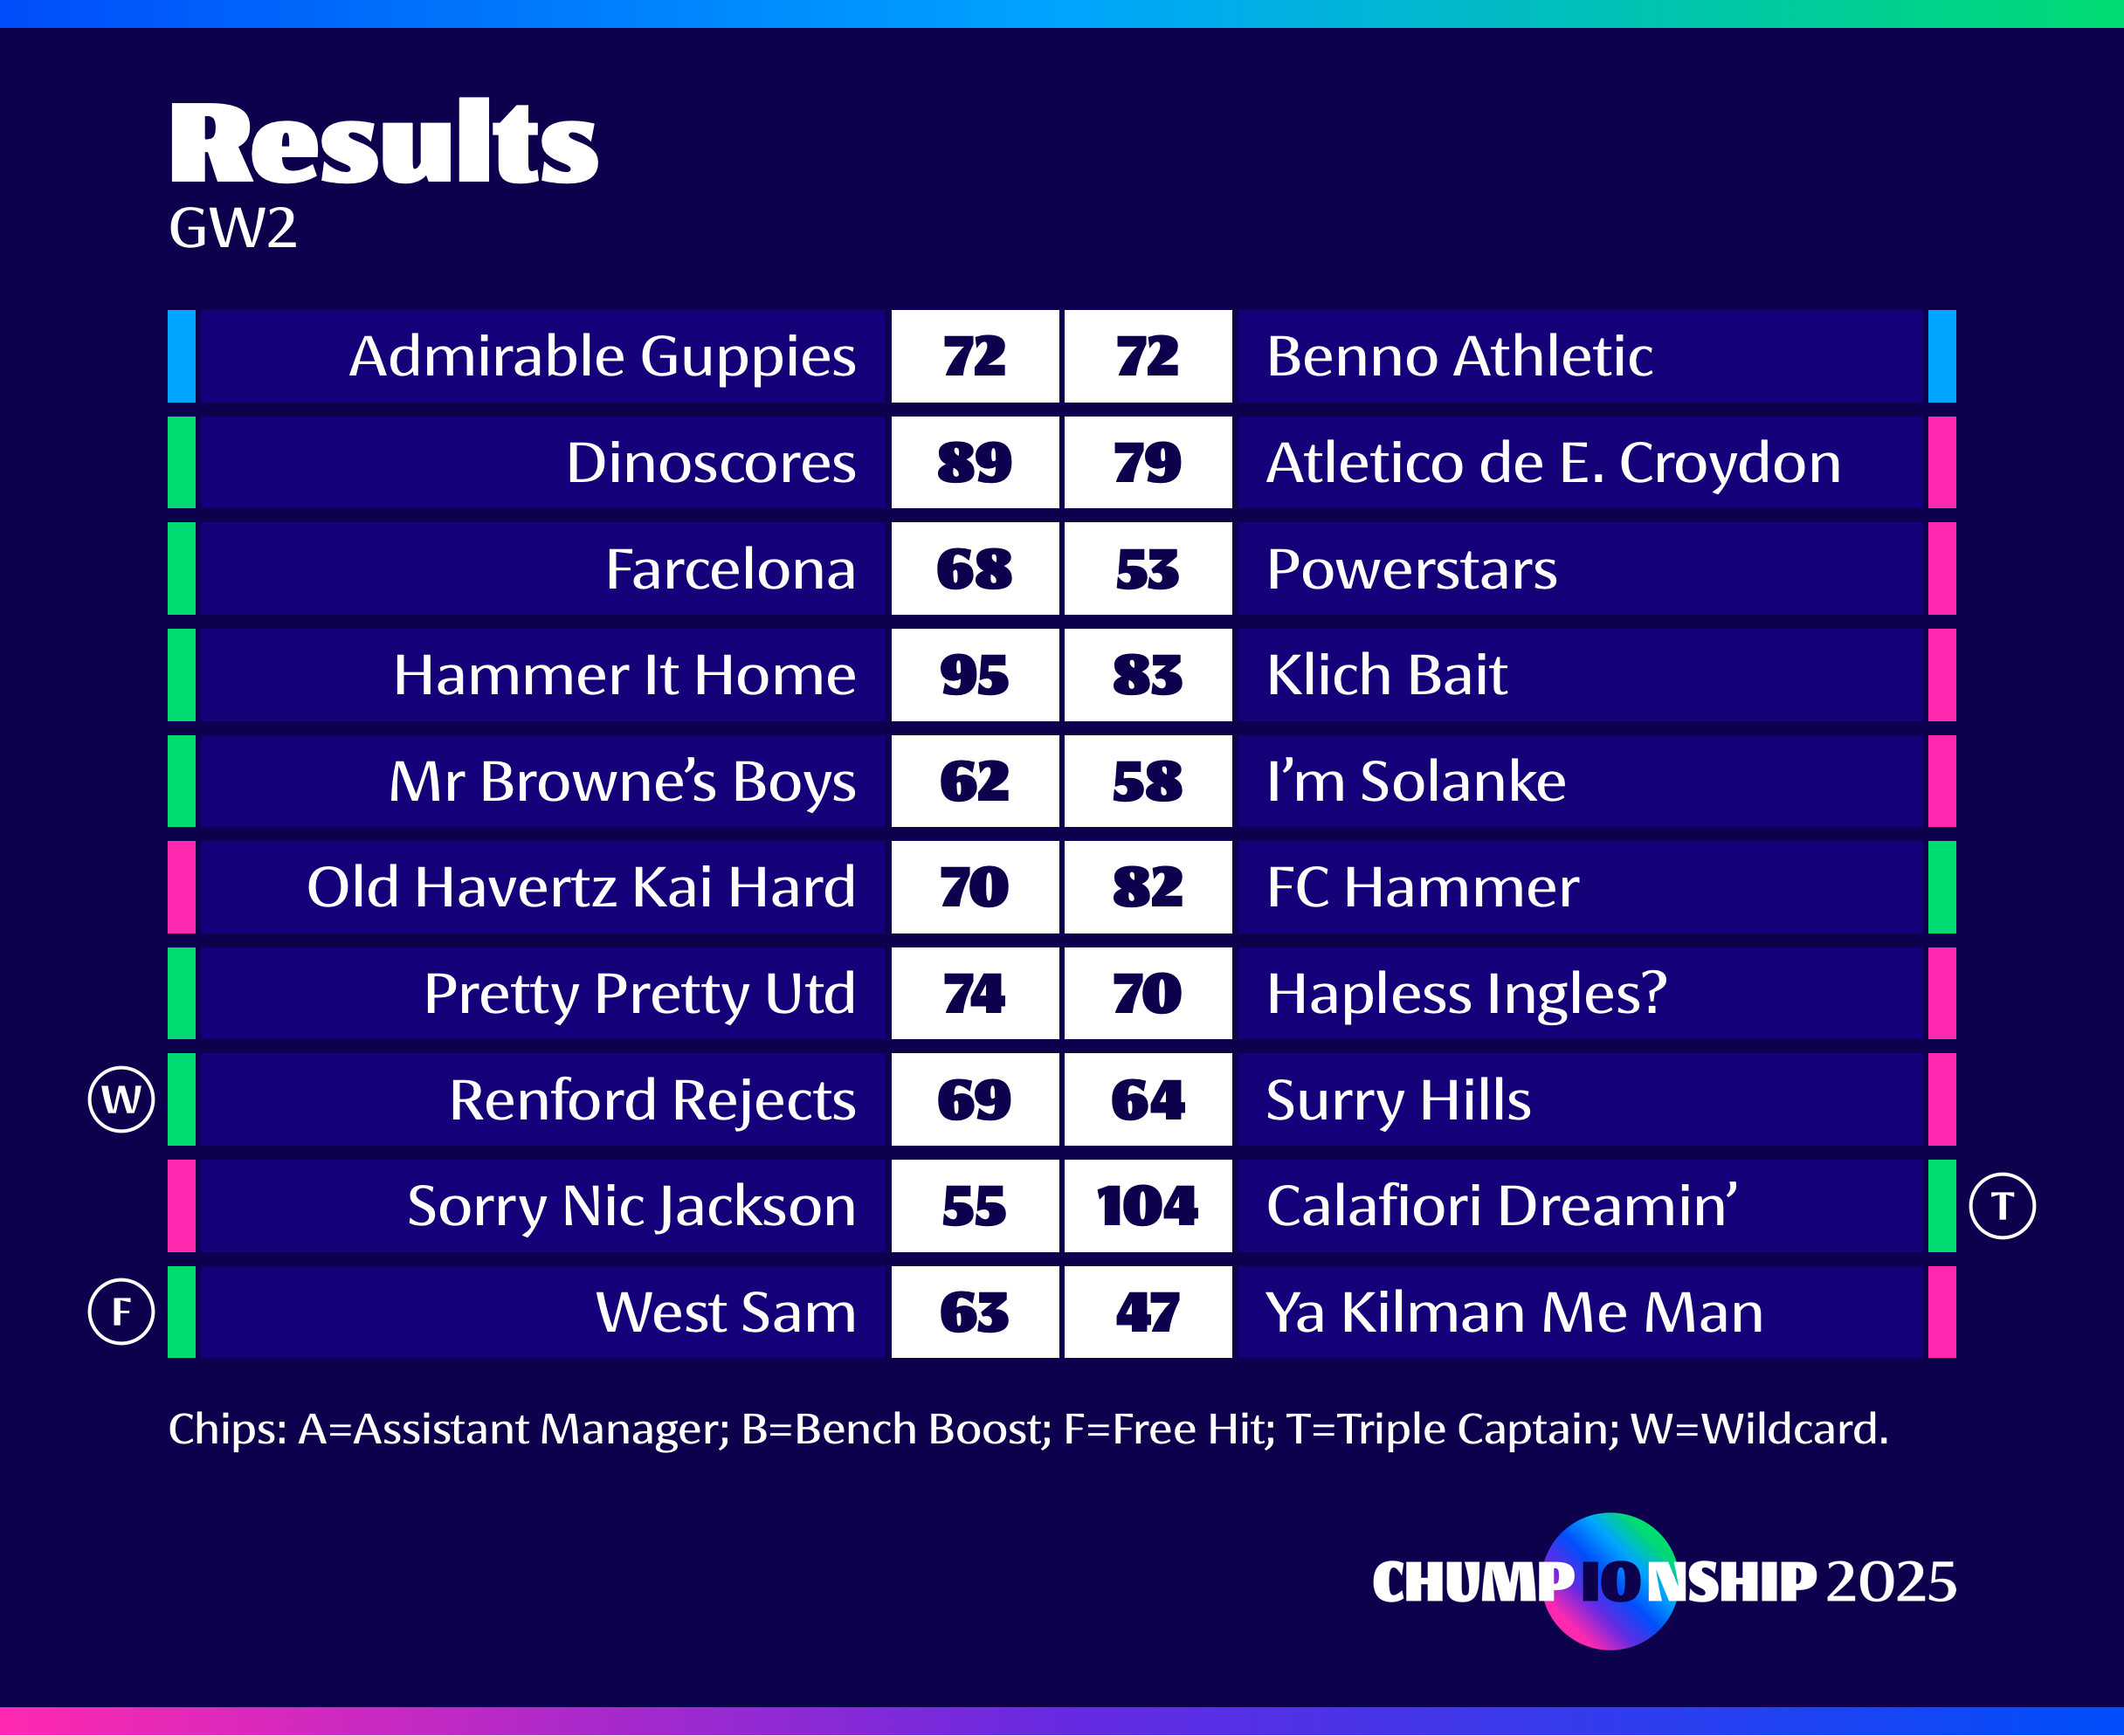 Results
GW2
Admirable Guppies 72 72 Benno Athletic
Dinoscores 89 79 Atletico de E. Croydon
Farcelona 68 53 Powerstars
Hammer It Home 95 83 Klich Bait
Mr Browne’s Boys 62 58 I’m Solanke
Old Havertz Kai Hard 70 82 FC Hammer
Pretty Pretty Utd 74 70 Hapless Ingles?
W Renford Rejects 69 64 Surry Hills
Sorry Nic Jackson 55 104 Calafiori Dreamin’ T
F West Sam 63 47 Ya Kilman Me Man
Chips: A=Assistant Manager; B=Bench Boost; F=Free Hit; T=Triple Captain; W=Wildcard.
CHUMPIONSHIP 2025